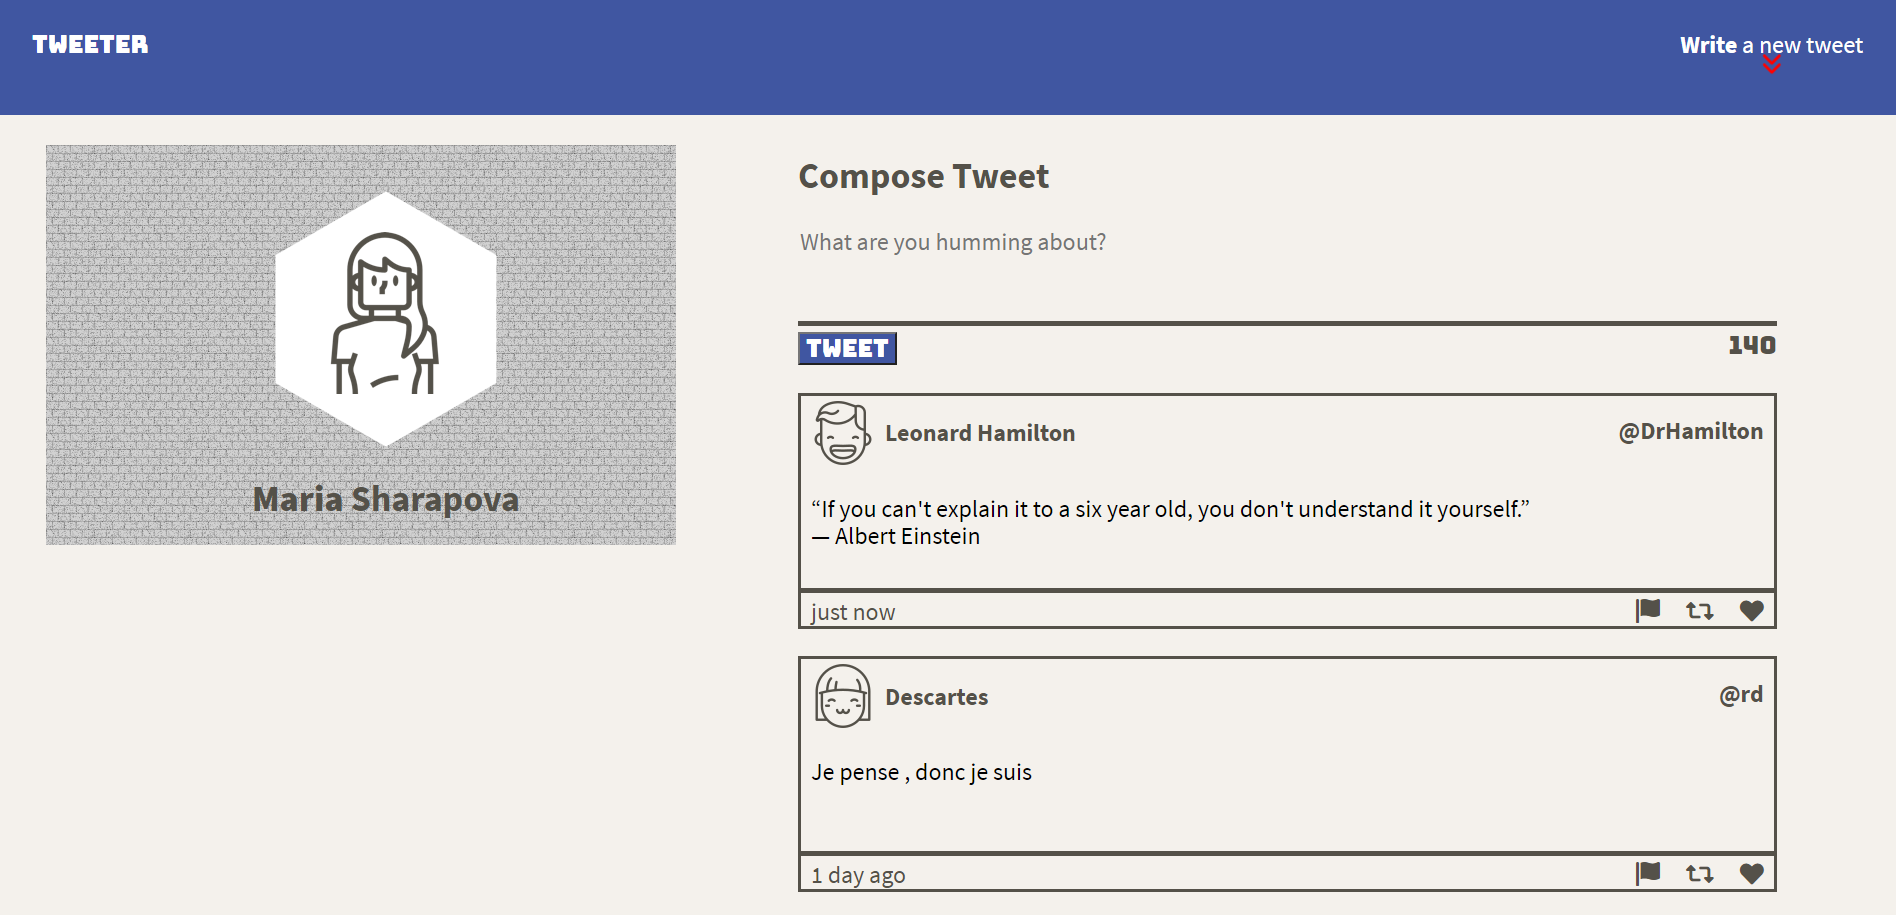 TWEETER
Write a new tweet
Maria Sharapova
Compose Tweet
What are you humming about?
TWEET
140
Leonard Hamilton
@DrHamilton
“If you can't explain it to a six year old, you don't understand it yourself.”
— Albert Einstein
just now
Descartes
@rd
Je pense , donc je suis
1 day ago